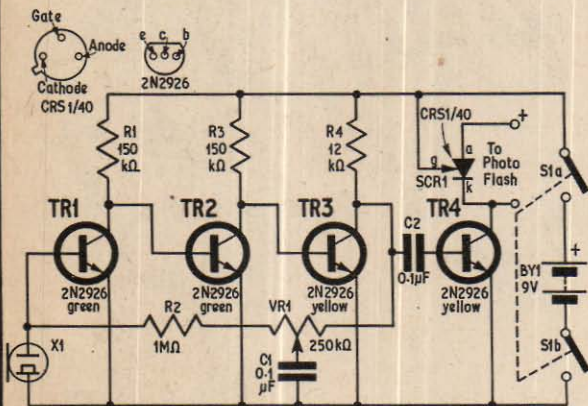 Gate
Anode
Cathode
CRS1/40
e c b
2N2926
R1
150
kΩ
R3
150
kΩ
R4
12
kΩ
CRS1/40
+
a
g
k
SCR1
To
Photo
Flash
S1a
TR1
TR2
TR3
TR4
C2
0·1µF
2N2926
green
2N2926
green
2N2926
yellow
2N2926
yellow
+
BY1
9V
R2
1MΩ
VR1
250kΩ
X1
C1
0·1
µF
S1b